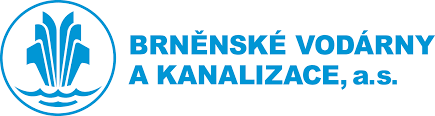 BRNĚNSKÉ VODÁRNY
A KANALIZACE, a.s.